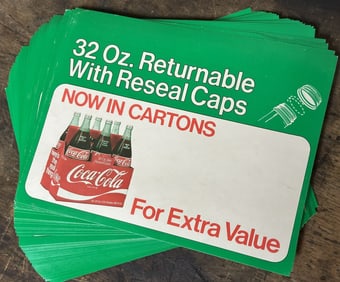 32 Oz. Returnable
With Reseal Caps
NOW IN CARTONS
Coca-Cola
For Extra Value